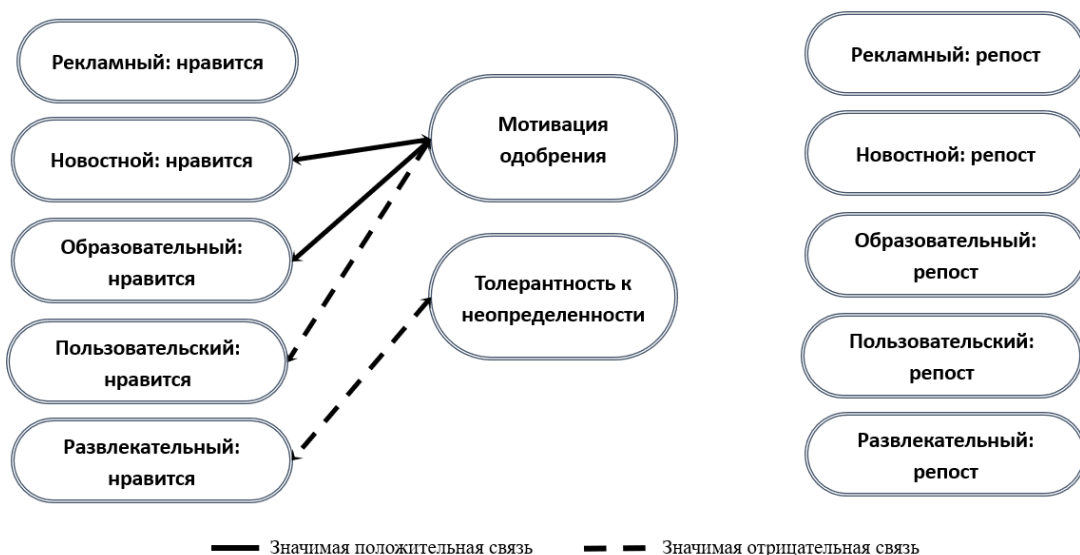 Рекламный: нравится
Новостной: нравится
Образовательный:
нравится
Пользовательский:
нравится
Развлекательный:
нравится
Мотивация
одобрения
Толерантность к
неопределенности
Рекламный: репост
Новостной: репост
Образовательный:
репост
Пользовательский:
репост
Развлекательный:
репост
Значимая положительная связь
Значимая отрицательная связь